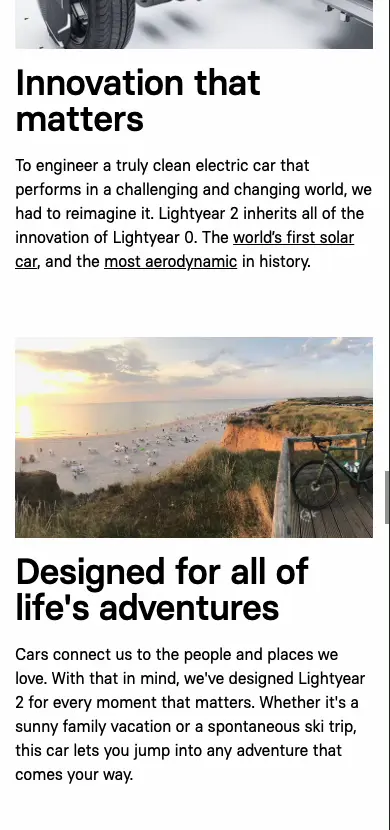 Innovation that
matters
To engineer a truly clean electric car that
performs in a challenging and changing world, we
had to reimagine it. Lightyear 2 inherits all of the
innovation of Lightyear 0. The world’s first solar
car, and the most aerodynamic in history.
Designed for all of
life's adventures
Cars connect us to the people and places we
love. With that in mind, we've designed Lightyear
2 for every moment that matters. Whether it's a
sunny family vacation or a spontaneous ski trip,
this car lets you jump into any adventure that
comes your way.